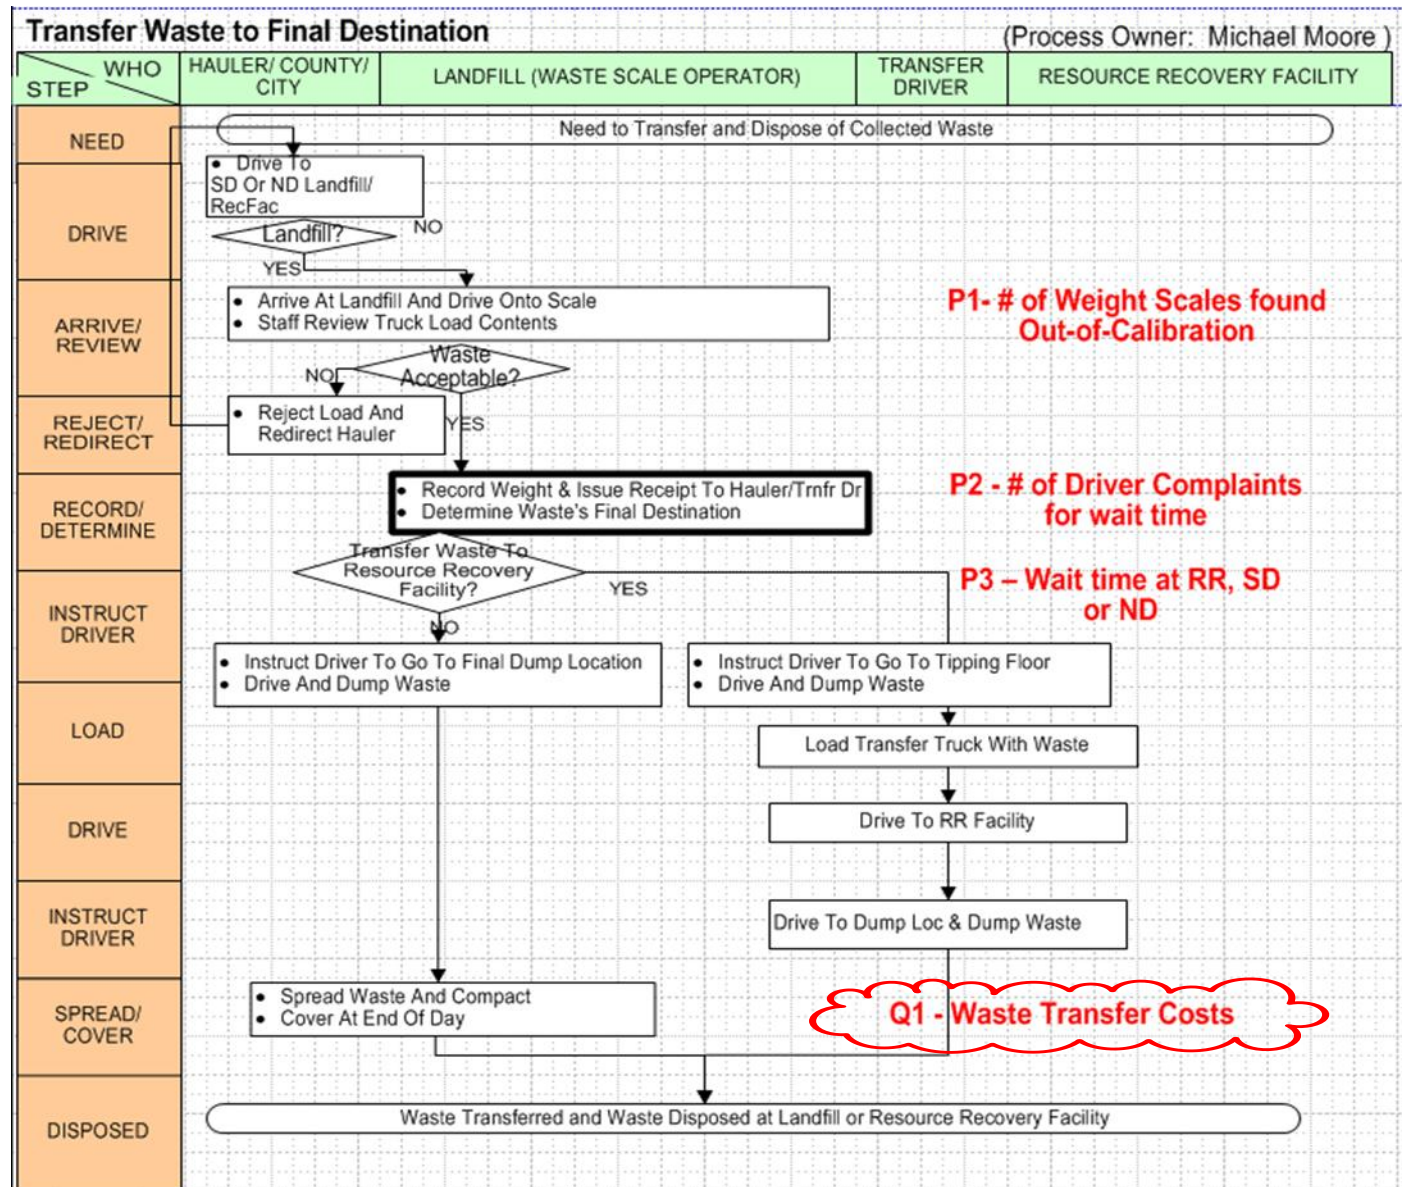 Transfer Waste to Final Destination
(Process Owner: Michael Moore )
WHO
STEP
HAULER/ COUNTY/
CITY
LANDFILL (WASTE SCALE OPERATOR)
TRANSFER
DRIVER
RESOURCE RECOVERY FACILITY
NEED
Need to Transfer and Dispose of Collected Waste
DRIVE
• Drive To
SD Or ND Landfill/
RecFac
Landfill?
NO
YES
ARRIVE/
REVIEW
• Arrive At Landfill And Drive Onto Scale
• Staff Review Truck Load Contents
P1- # of Weight Scales found
Out-of-Calibration
Waste
Acceptable?
NO
YES
REJECT/
REDIRECT
• Reject Load And
Redirect Hauler
RECORD/
DETERMINE
• Record Weight & Issue Receipt To Hauler/Trnfr Dr
• Determine Waste's Final Destination
P2 - # of Driver Complaints
for wait time
Transfer Waste To
Resource Recovery
Facility?
YES
NO
P3 – Wait time at RR, SD
or ND
INSTRUCT
DRIVER
• Instruct Driver To Go To Final Dump Location
• Drive And Dump Waste
• Instruct Driver To Go To Tipping Floor
• Drive And Dump Waste
LOAD
Load Transfer Truck With Waste
DRIVE
Drive To RR Facility
INSTRUCT
DRIVER
Drive To Dump Loc & Dump Waste
SPREAD/
COVER
• Spread Waste And Compact
• Cover At End Of Day
Q1 - Waste Transfer Costs
DISPOSED
Waste Transferred and Waste Disposed at Landfill or Resource Recovery Facility